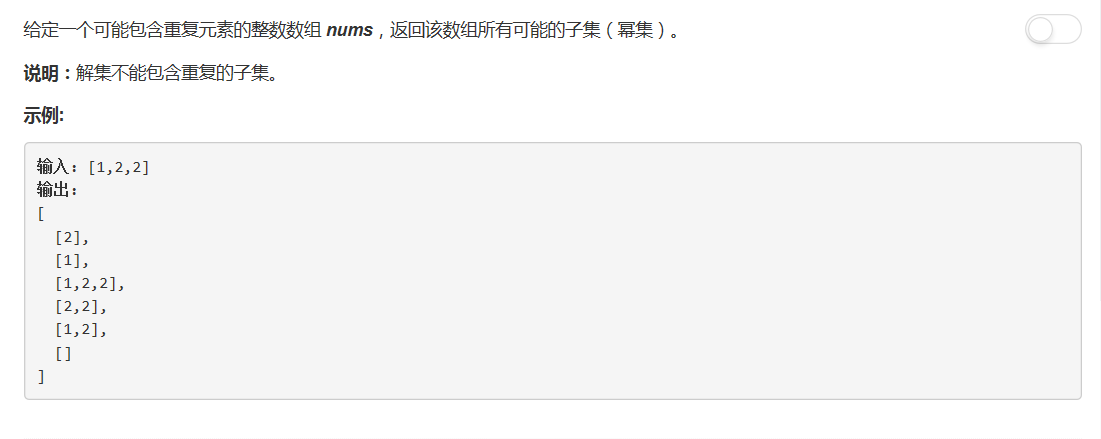 给定一个可能包含重复元素的整数数组 nums，返回该数组所有可能的子集（幂集）。
说明：解集不能包含重复的子集。
示例:
输入: [1,2,2]
输出:
[
  [2],
  [1],
  [1,2,2],
  [2,2],
  [1,2],
  []
]